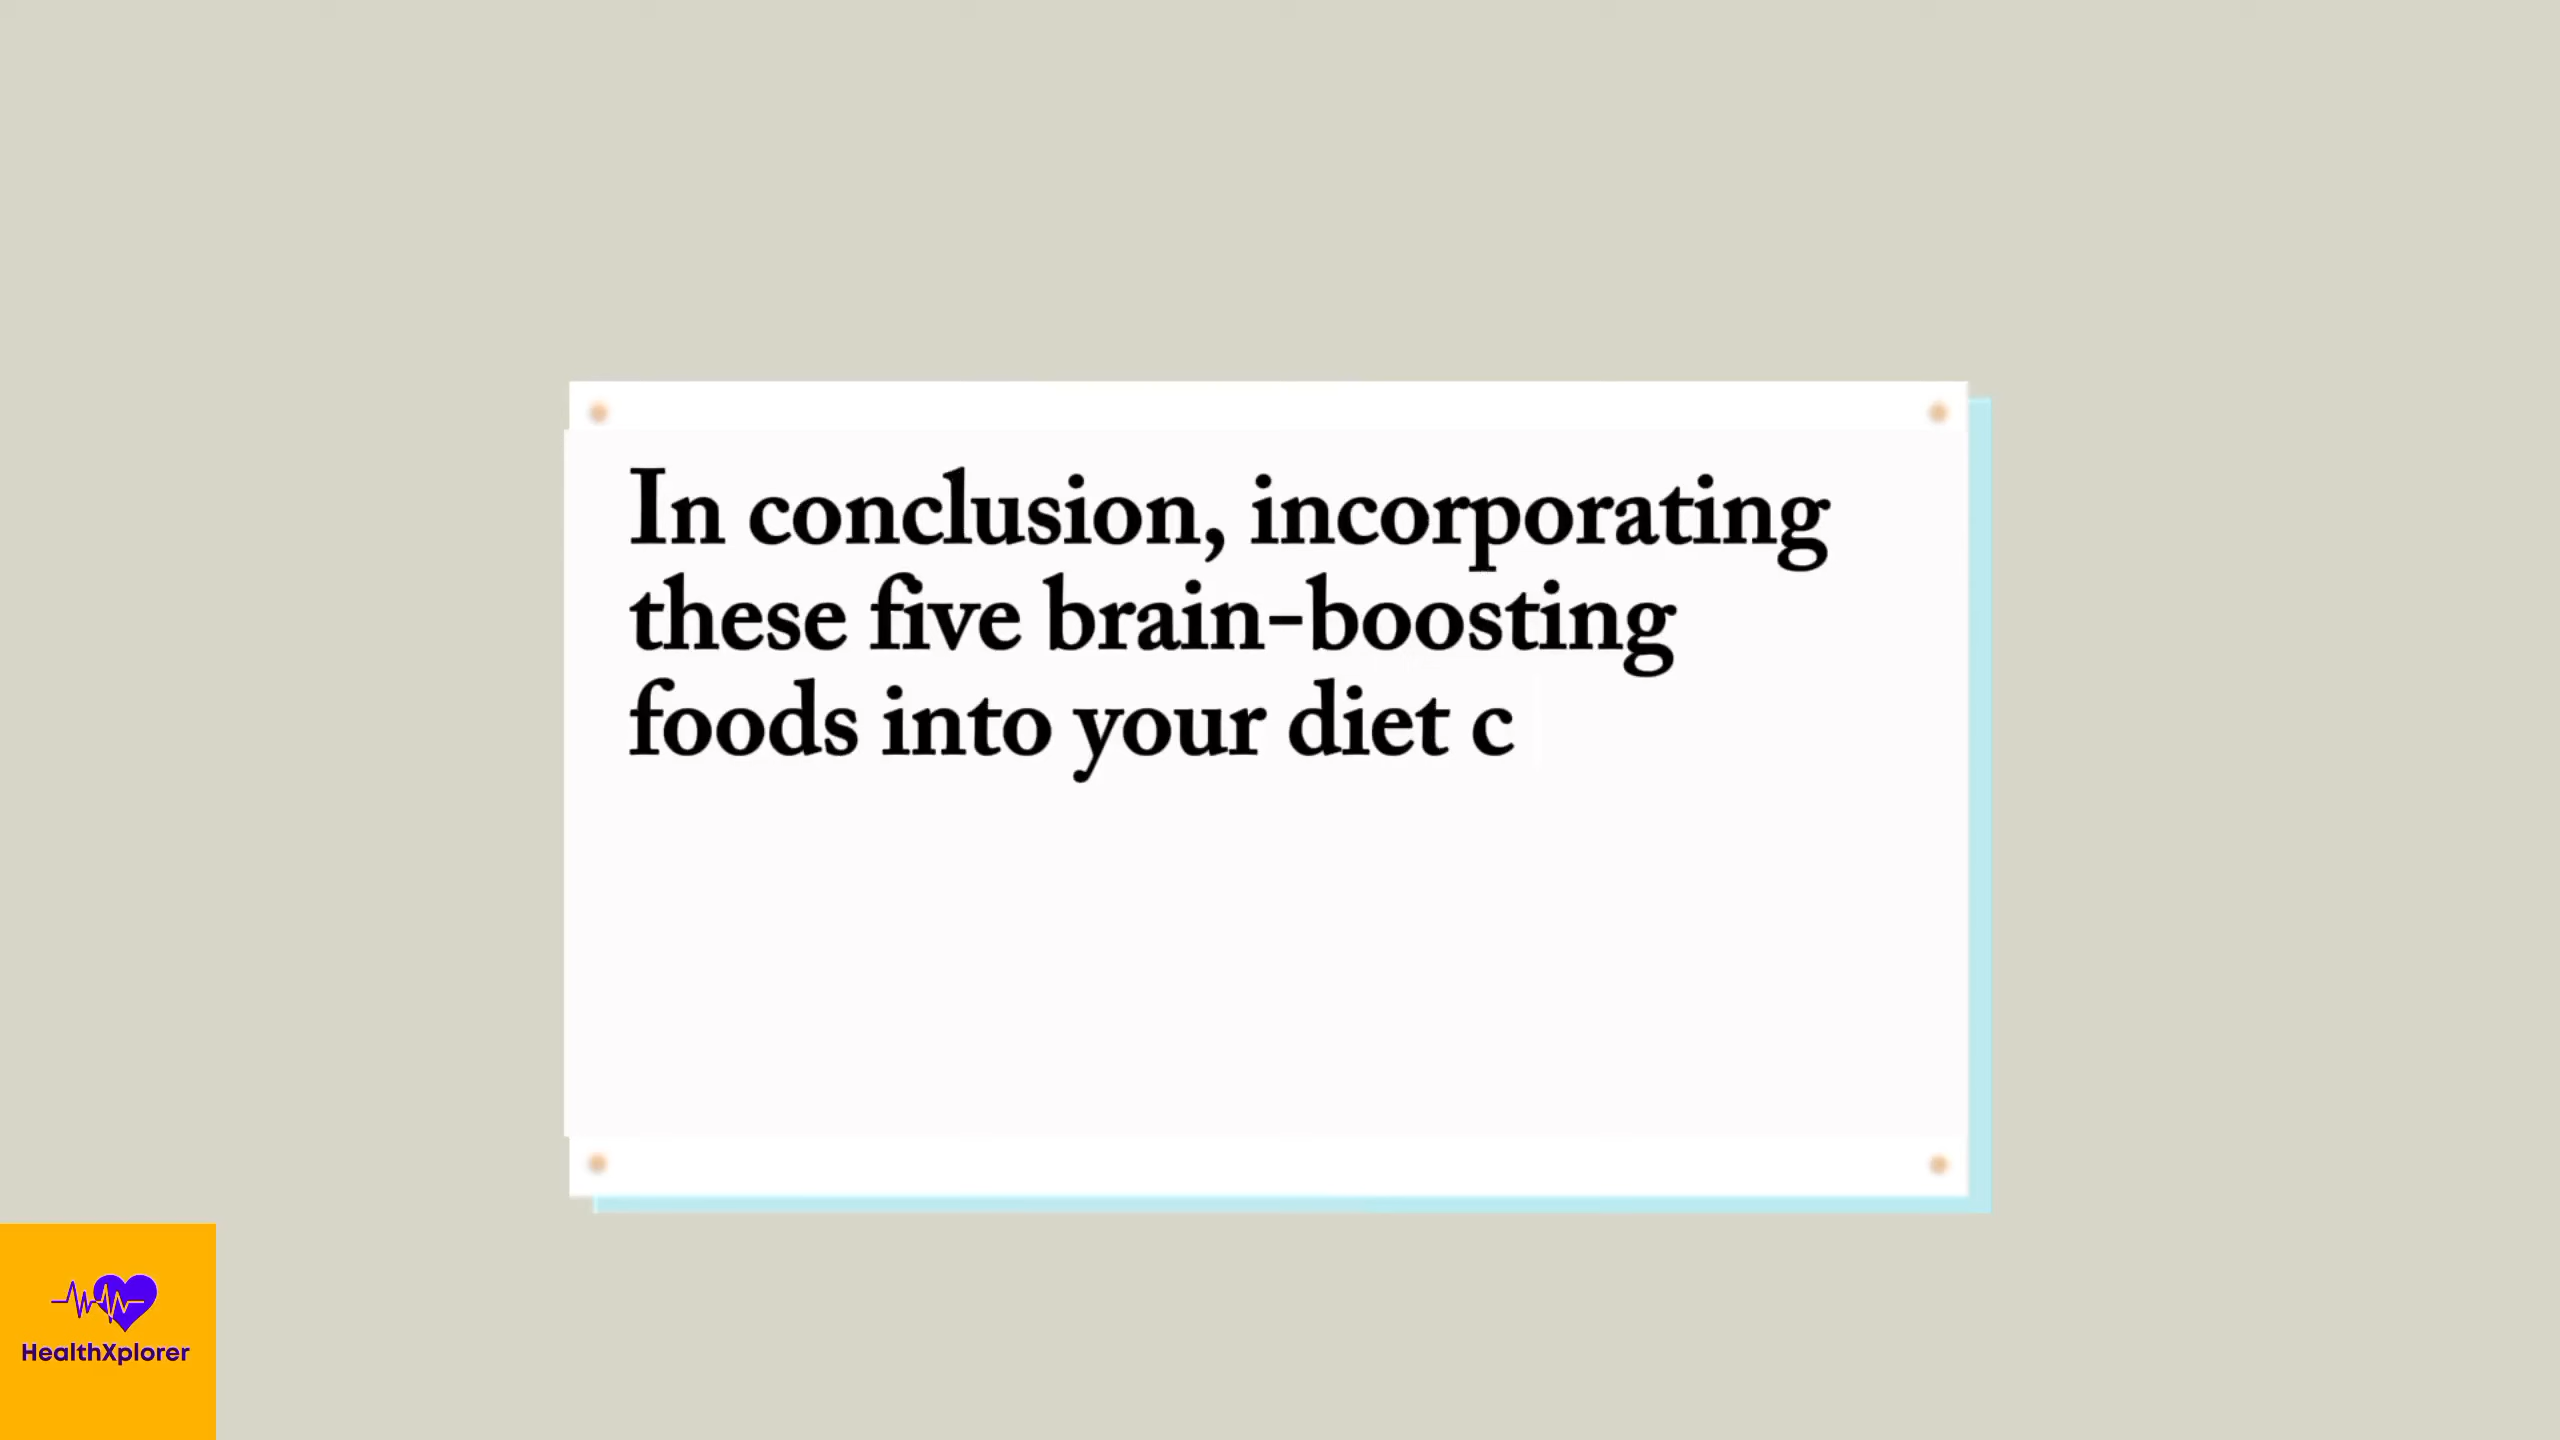 In conclusion, incorporating
these five brain-boosting
foods into your diet c
HealthXplorer